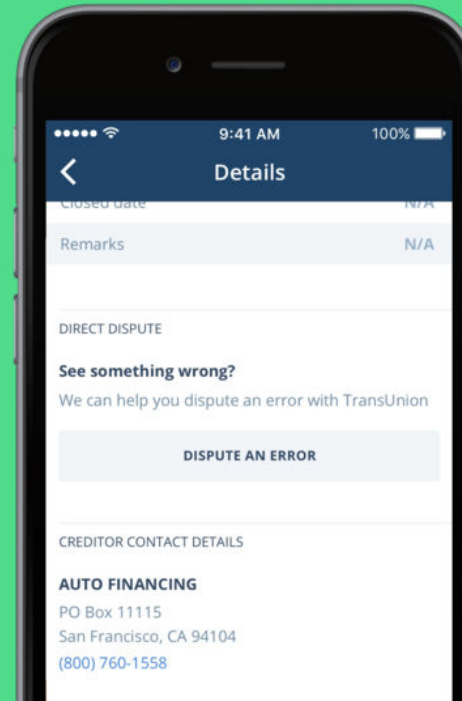 9:41 AM
100%
Details
Closed date N/A
Remarks N/A
DIRECT DISPUTE
See something wrong?
We can help you dispute an error with TransUnion
DISPUTE AN ERROR
CREDITOR CONTACT DETAILS
AUTO FINANCING
PO Box 11115
San Francisco, CA 94104
(800) 760-1558